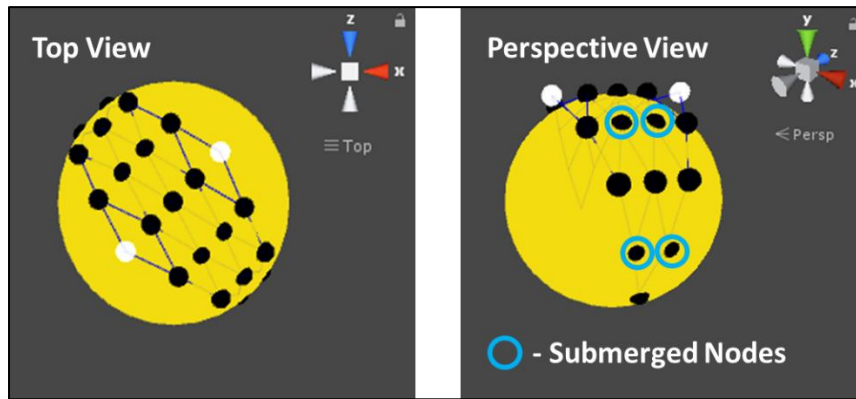 Top View
z
x
Top
Perspective View
y
z
x
Persp
- Submerged Nodes